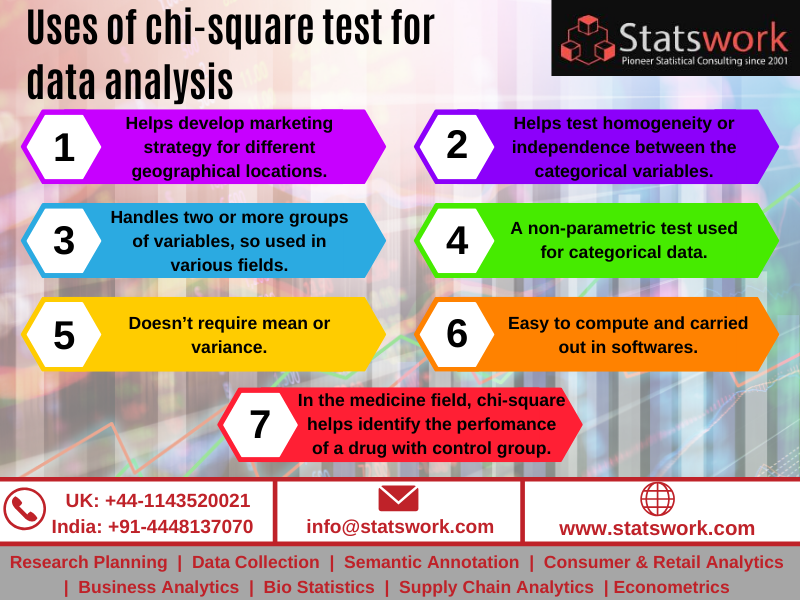 Uses of chi-square test for
data analysis
Statswork
Pioneer Statistical Consulting since 2001
1
Helps develop marketing
strategy for different
geographical locations.
2
Helps test homogeneity or
independence between the
categorical variables.
3
Handles two or more groups
of variables, so used in
various fields.
4
A non-parametric test used
for categorical data.
5
Doesn’t require mean or
variance.
6
Easy to compute and carried
out in softwares.
7
In the medicine field, chi-square
helps identify the perfomance
of a drug with control group.
UK: +44-1143520021
India: +91-4448137070
info@statswork.com
www.statswork.com
Research Planning | Data Collection | Semantic Annotation | Consumer & Retail Analytics
| Business Analytics | Bio Statistics | Supply Chain Analytics | Econometrics